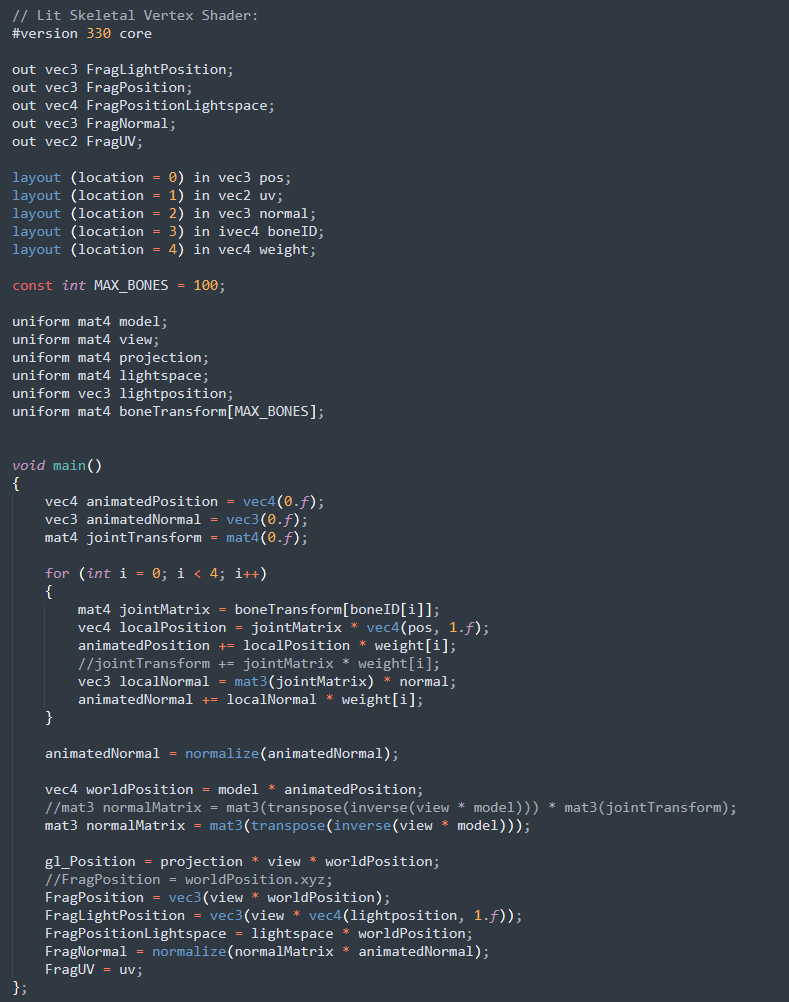 // Lit Skeletal Vertex Shader:
#version 330 core

out vec3 FragLightPosition;
out vec3 FragPosition;
out vec4 FragPositionLightspace;
out vec3 FragNormal;
out vec2 FragUV;

layout (location = 0) in vec3 pos;
layout (location = 1) in vec2 uv;
layout (location = 2) in vec3 normal;
layout (location = 3) in ivec4 boneID;
layout (location = 4) in vec4 weight;

const int MAX_BONES = 100;

uniform mat4 model;
uniform mat4 view;
uniform mat4 projection;
uniform mat4 lightspace;
uniform vec3 lightposition;
uniform mat4 boneTransform[MAX_BONES];


void main()
{
    vec4 animatedPosition = vec4(0.f);
    vec3 animatedNormal = vec3(0.f);
    mat4 jointTransform = mat4(0.f);

    for (int i = 0; i < 4; i++)
    {
        mat4 jointMatrix = boneTransform[boneID[i]];
        vec4 localPosition = jointMatrix * vec4(pos, 1.f);
        animatedPosition += localPosition * weight[i];
        //jointTransform += jointMatrix * weight[i];
        vec3 localNormal = mat3(jointMatrix) * normal;
        animatedNormal += localNormal * weight[i];
    }

    animatedNormal = normalize(animatedNormal);

    vec4 worldPosition = model * animatedPosition;
    //mat3 normalMatrix = mat3(transpose(inverse(view * model))) * mat3(jointTransform);
    mat3 normalMatrix = mat3(transpose(inverse(view * model)));

    gl_Position = projection * view * worldPosition;
    //FragPosition = worldPosition.xyz;
    FragPosition = vec3(view * worldPosition);
    FragLightPosition = vec3(view * vec4(lightposition, 1.f));
    FragPositionLightspace = lightspace * worldPosition;
    FragNormal = normalize(normalMatrix * animatedNormal);
    FragUV = uv;
};